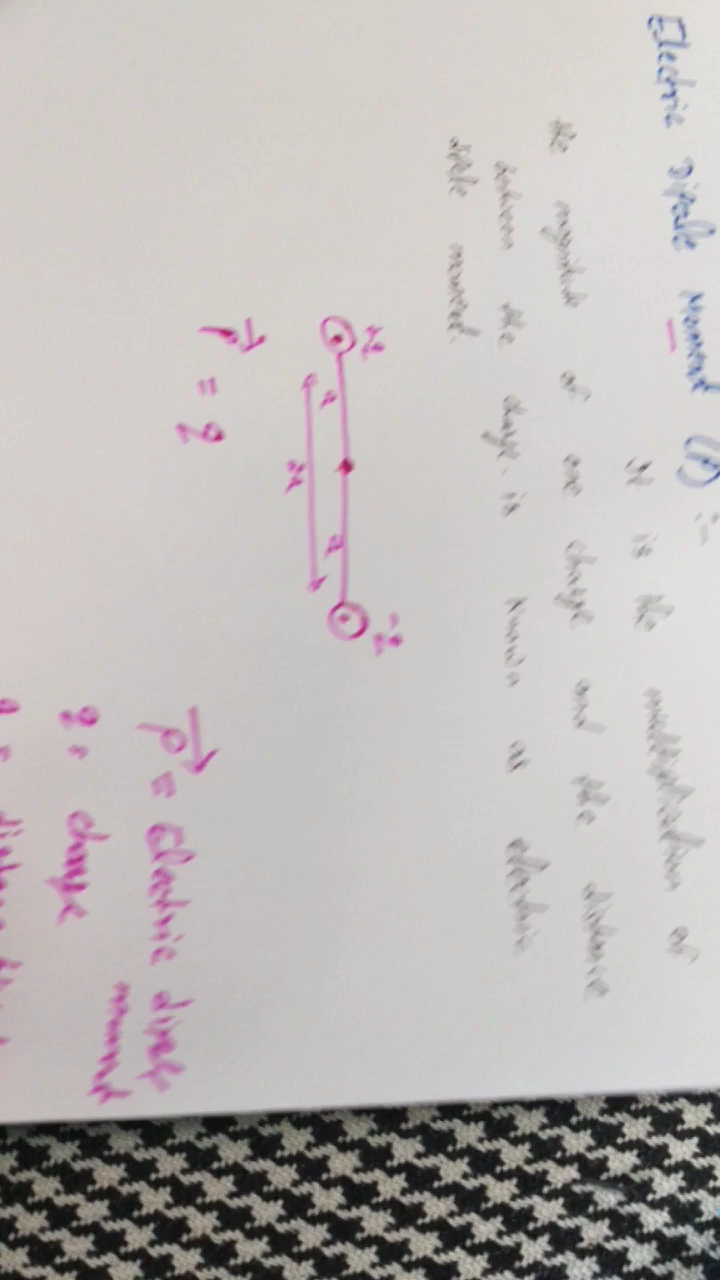 Electric Dipole Moment (P) :-
It is the multiplication of
the magnitude of one charge and the distance
between the charge is known as electric
dipole moment.
+q
-q
a
a
2a
P = q
P = Electric dipole
moment
q = charge